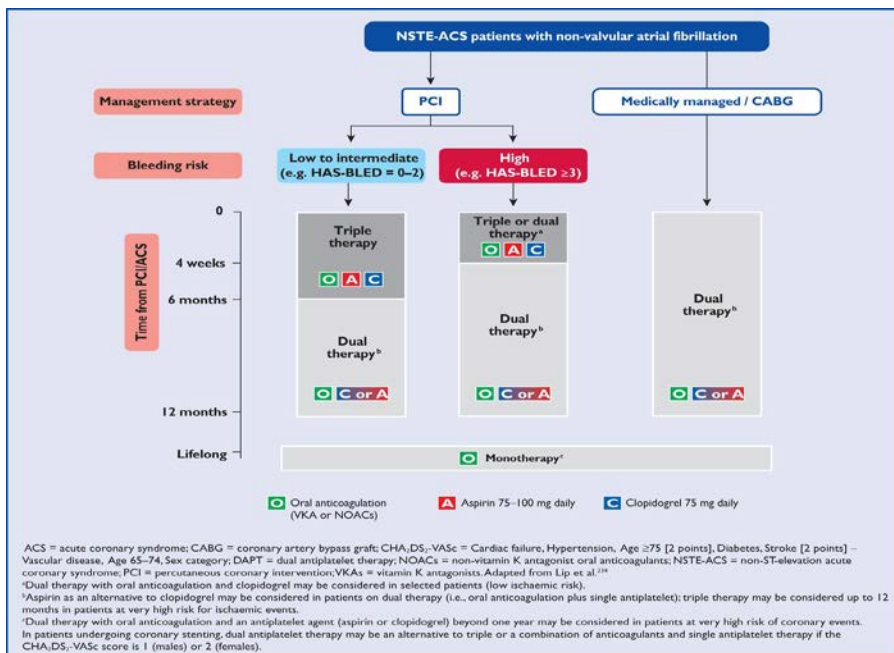 NSTE-ACS patients with non-valvular atrial fibrillation
Management strategy
PCI
Medically managed / CABG
Bleeding risk
Low to intermediate
(e.g. HAS-BLED = 0–2)
High
(e.g. HAS-BLED ≥3)
Time from PCI/ACS
0
4 weeks
6 months
12 months
Lifelong
Triple
therapy
O A C
Dual
therapyᵇ
O C or A
Triple or dual
therapyᵃ
O A C
Dual
therapyᵇ
O C or A
Dual
therapyᵇ
O C or A
O Monotherapyᶜ
O Oral anticoagulation
(VKA or NOACs)
A Aspirin 75–100 mg daily
C Clopidogrel 75 mg daily
ACS = acute coronary syndrome; CABG = coronary artery bypass graft; CHA₂DS₂-VASc = Cardiac failure, Hypertension, Age ≥75 [2 points], Diabetes, Stroke [2 points] –
Vascular disease, Age 65–74, Sex category; DAPT = dual antiplatelet therapy; NOACs = non-vitamin K antagonist oral anticoagulants; NSTE-ACS = non-ST-elevation acute
coronary syndrome; PCI = percutaneous coronary intervention; VKAs = vitamin K antagonists. Adapted from Lip et al.²³⁴
ᵃDual therapy with oral anticoagulation and clopidogrel may be considered in selected patients (low ischaemic risk).
ᵇAspirin as an alternative to clopidogrel may be considered in patients on dual therapy (i.e., oral anticoagulation plus single antiplatelet); triple therapy may be considered up to 12
months in patients at very high risk for ischaemic events.
ᶜDual therapy with oral anticoagulation and an antiplatelet agent (aspirin or clopidogrel) beyond one year may be considered in patients at very high risk of coronary events.
In patients undergoing coronary stenting, dual antiplatelet therapy may be an alternative to triple or a combination of anticoagulants and single antiplatelet therapy if the
CHA₂DS₂-VASc score is 1 (males) or 2 (females).